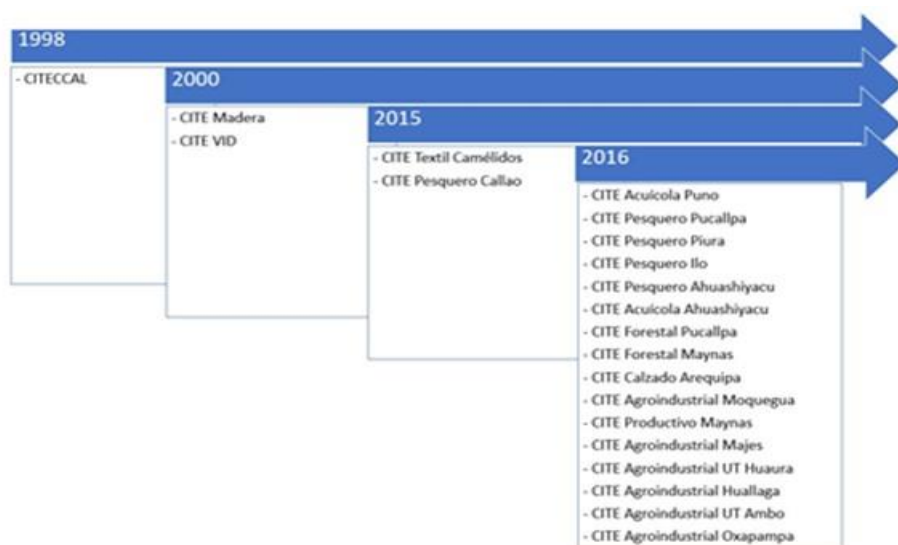 1998
- CITECCAL
2000
- CITE Madera
- CITE VID
2015
- CITE Textil Camélidos
- CITE Pesquero Callao
2016
- CITE Acuícola Puno
- CITE Pesquero Pucallpa
- CITE Pesquero Piura
- CITE Pesquero Ilo
- CITE Pesquero Ahuashiyacu
- CITE Acuícola Ahuashiyacu
- CITE Forestal Pucallpa
- CITE Forestal Maynas
- CITE Calzado Arequipa
- CITE Agroindustrial Moquegua
- CITE Productivo Maynas
- CITE Agroindustrial Majes
- CITE Agroindustrial UT Huaura
- CITE Agroindustrial Huallaga
- CITE Agroindustrial UT Ambo
- CITE Agroindustrial Oxapampa